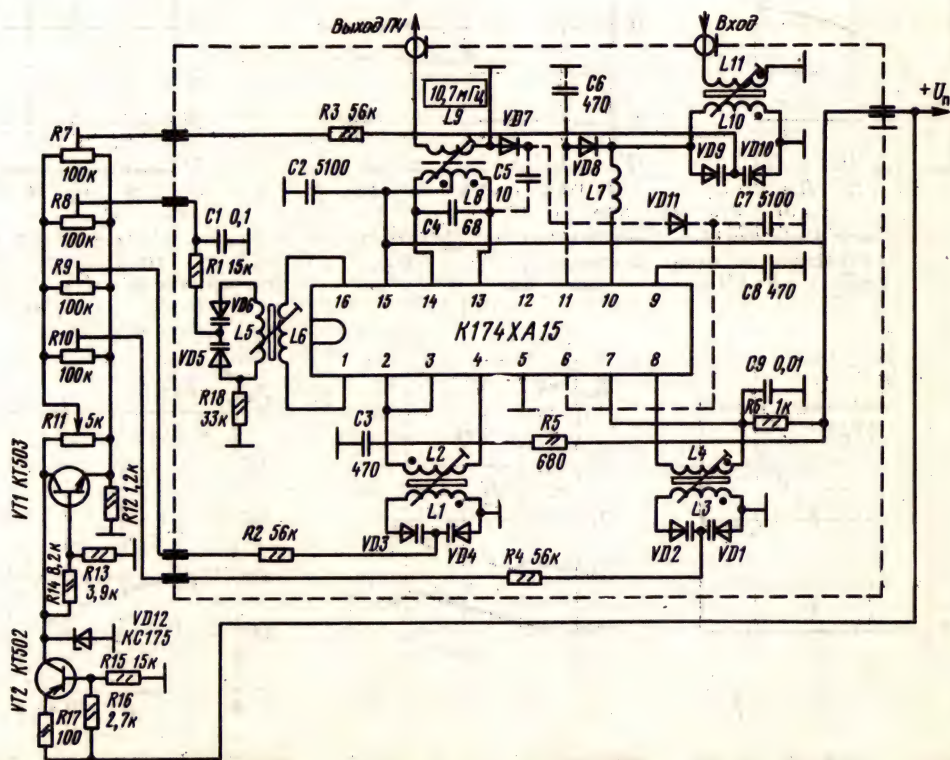 Выход ПЧ
Вход
L11
+Uп
10,7мГц
C6
470
R3 56к
L9
VD7
L10
R7
VD9
VD10
100к
C2 5100
C5
10
VD8
L7
C7 5100
R8
L8
VD11
C1 0,1
C4
68
100к
R9
R1 15к
C8 470
100к
16
15
14
13
12
11
10
9
VD6
L5
L6
R10
К174ХА15
VD5
100к
1
2
3
4
5
6
7
8
C9 0,01
R18
33к
R6 1к
R11
5к
C3
470
R5
680
L2
L4
VT1 КТ503
R12 1,2к
L1
L3
R2 56к
VD3
VD4
R4 56к
VD2
VD1
R14 8,2к
R13
3,9к
VD12
КС175
VT2 КТ502
R15 15к
R16
2,7к
R17
100